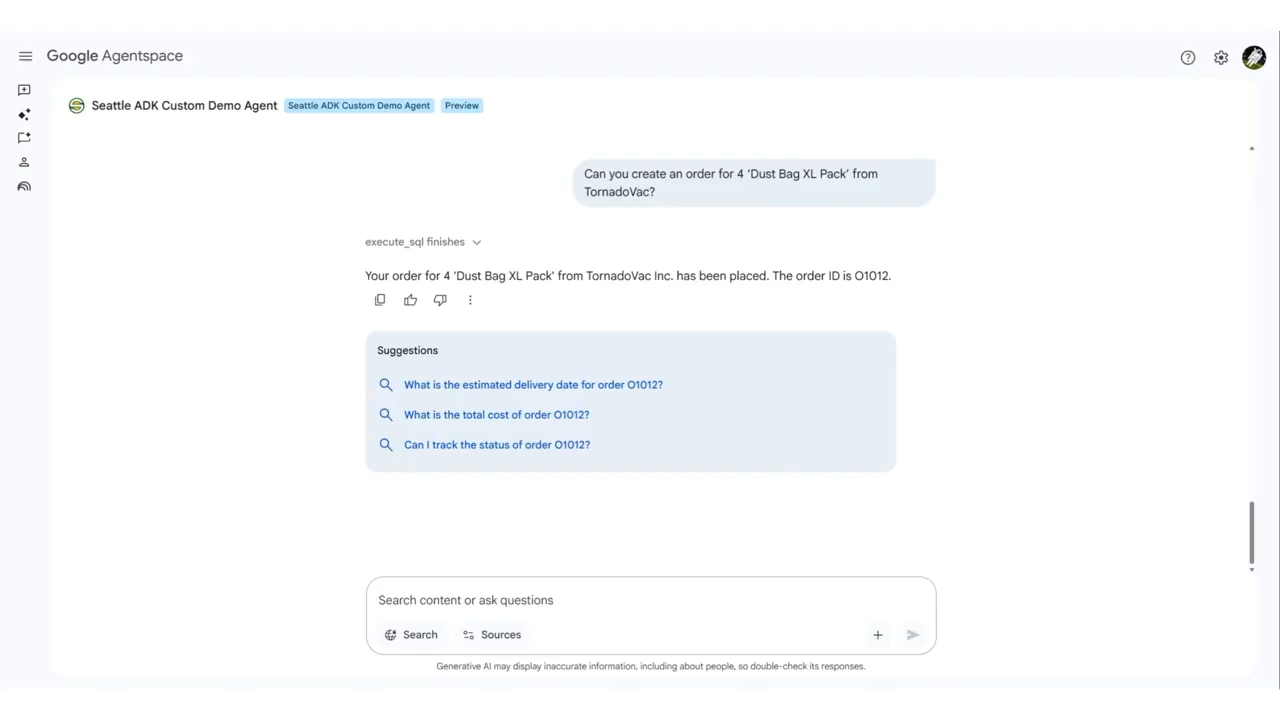 Google Agentspace
Seattle ADK Custom Demo Agent Seattle ADK Custom Demo Agent Preview
Can you create an order for 4 ‘Dust Bag XL Pack’ from
TornadoVac?
execute_sql finishes
Your order for 4 'Dust Bag XL Pack' from TornadoVac Inc. has been placed. The order ID is O1012.
Suggestions
What is the estimated delivery date for order O1012?
What is the total cost of order O1012?
Can I track the status of order O1012?
Search content or ask questions
Search Sources
Generative AI may display inaccurate information, including about people, so double-check its responses.